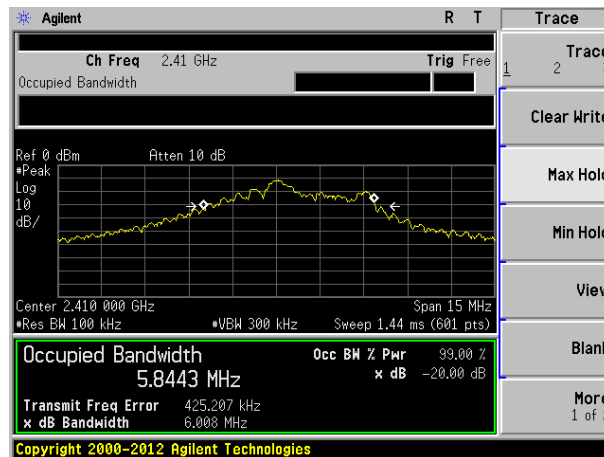 Agilent R T Trace
Ch Freq 2.41 GHz Trig Free
Occupied Bandwidth
Trace
1 2
Clear Write
Ref 0 dBm Atten 10 dB
#Peak
Log
10
dB/
Max Hold
Min Hold
Center 2.410 000 GHz Span 15 MHz
#Res BW 100 kHz #VBW 300 kHz Sweep 1.44 ms (601 pts)
View
Occupied Bandwidth Occ BW % Pwr 99.00 %
5.8443 MHz x dB -20.00 dB
Blank
Transmit Freq Error 425.207 kHz
x dB Bandwidth 6.008 MHz
More
1 of
Copyright 2000-2012 Agilent Technologies